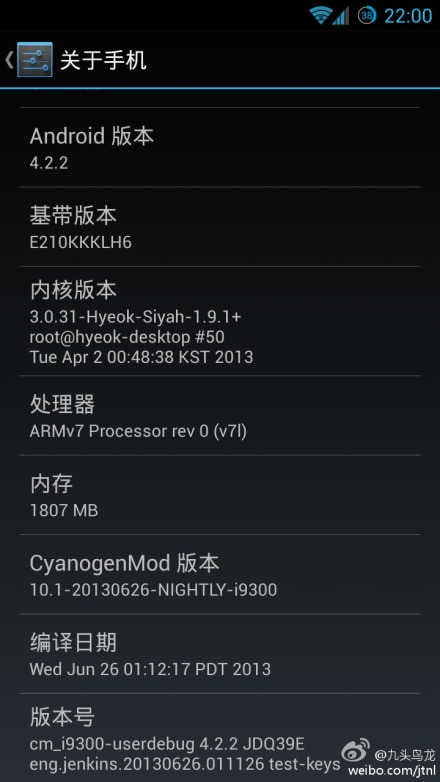 38 22:00
关于手机
Android 版本
4.2.2
基带版本
E210KKKLH6
内核版本
3.0.31-Hyeok-Siyah-1.9.1+
root@hyeok-desktop #50
Tue Apr 2 00:48:38 KST 2013
处理器
ARMv7 Processor rev 0 (v7l)
内存
1807 MB
CyanogenMod 版本
10.1-20130626-NIGHTLY-i9300
编译日期
Wed Jun 26 01:12:17 PDT 2013
版本号
cm_i9300-userdebug 4.2.2 JDQ39E
eng.jenkins.20130626.011126 test-keys
@九头鸟龙
weibo.com/jtnl